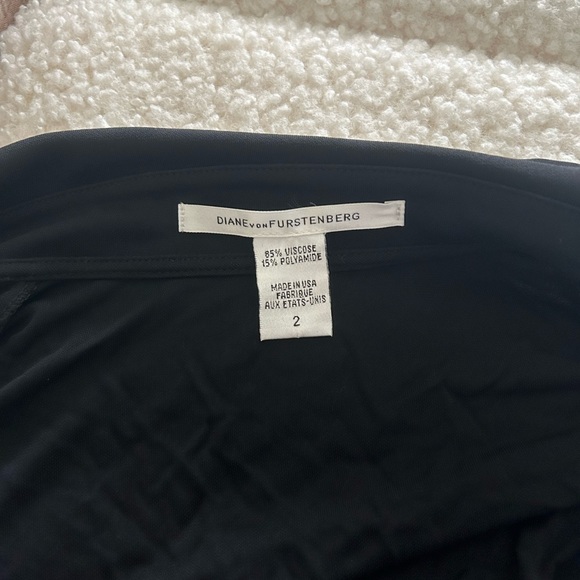 DIANE VON FURSTENBERG
85% VISCOSE
15% POLYAMIDE
MADE IN USA
FABRIQUE
AUX ETATS-UNIS
2